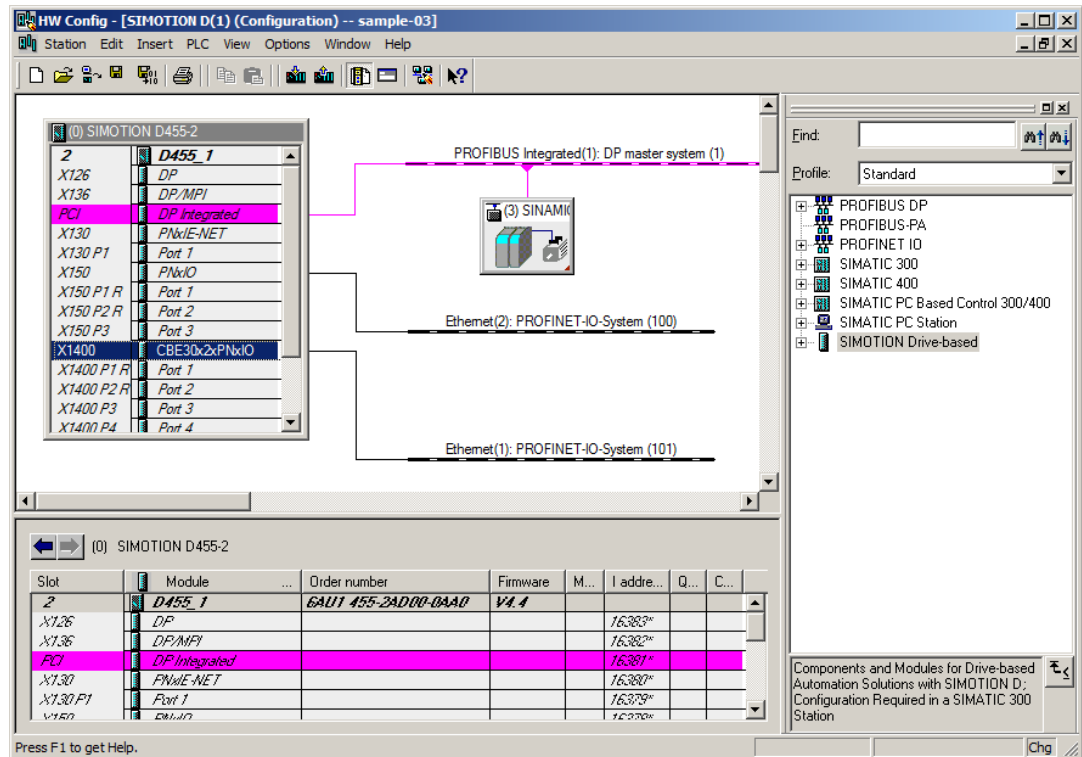 HW Config - [SIMOTION D(1) (Configuration) -- sample-03]
Station Edit Insert PLC View Options Window Help
(0) SIMOTION D455-2
2 D455_1
X126 DP
X136 DP/MPI
PCI DP Integrated
X130 PNxIE-NET
X130 P1 Port 1
X150 PNxIO
X150 P1 R Port 1
X150 P2 R Port 2
X150 P3 Port 3
X1400 CBE30x2xPNxIO
X1400 P1 R Port 1
X1400 P2 R Port 2
X1400 P3 Port 3
X1400 P4 Port 4
PROFIBUS Integrated(1): DP master system (1)
(3) SINAMIC
Ethernet(2): PROFINET-IO-System (100)
Ethernet(1): PROFINET-IO-System (101)
Find:
Profile: Standard
PROFIBUS DP
PROFIBUS-PA
PROFINET IO
SIMATIC 300
SIMATIC 400
SIMATIC PC Based Control 300/400
SIMATIC PC Station
SIMOTION Drive-based
(0) SIMOTION D455-2
Slot Module ... Order number Firmware M... I addre... Q... C...
2 D455_1 6AU1 455-2AD00-0AA0 V4.4
X126 DP 16383*
X136 DP/MPI 16382*
PCI DP Integrated 16381*
X130 PNxIE-NET 16380*
X130 P1 Port 1 16379*
X150 PNxIO
Components and Modules for Drive-based
Automation Solutions with SIMOTION D;
Configuration Required in a SIMATIC 300
Station
Press F1 to get Help.
Chg